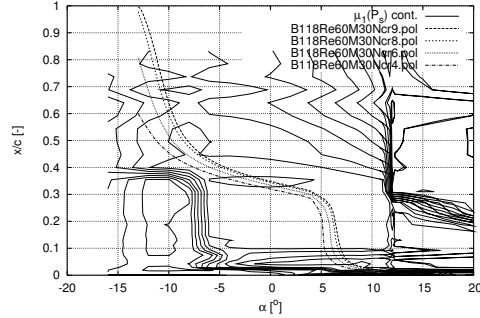 μ1(Ps) cont.
B118Re60M30Ncr9.pol
B118Re60M30Ncr8.pol
B118Re60M30Ncr6.pol
B118Re60M30Ncr4.pol
1
0.9
0.8
0.7
0.6
0.5
0.4
0.3
0.2
0.1
0
x/c [-]
-20 -15 -10 -5 0 5 10 15 20
α [°]